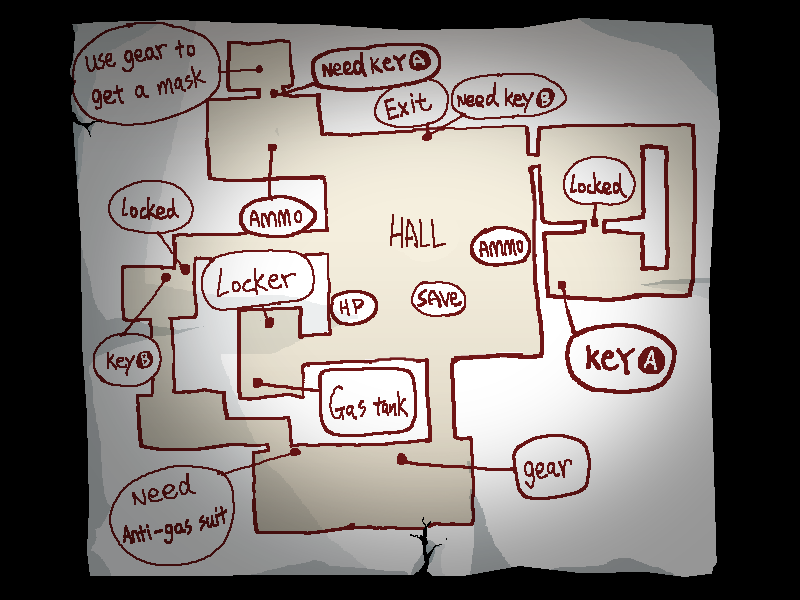 Use gear to
get a mask
Need key A
Exit
Need key B
Locked
Locked
AMMO
HALL
AMMO
Locker
HP
SAVE
key B
key A
Gas tank
gear
Need
Anti-gas suit